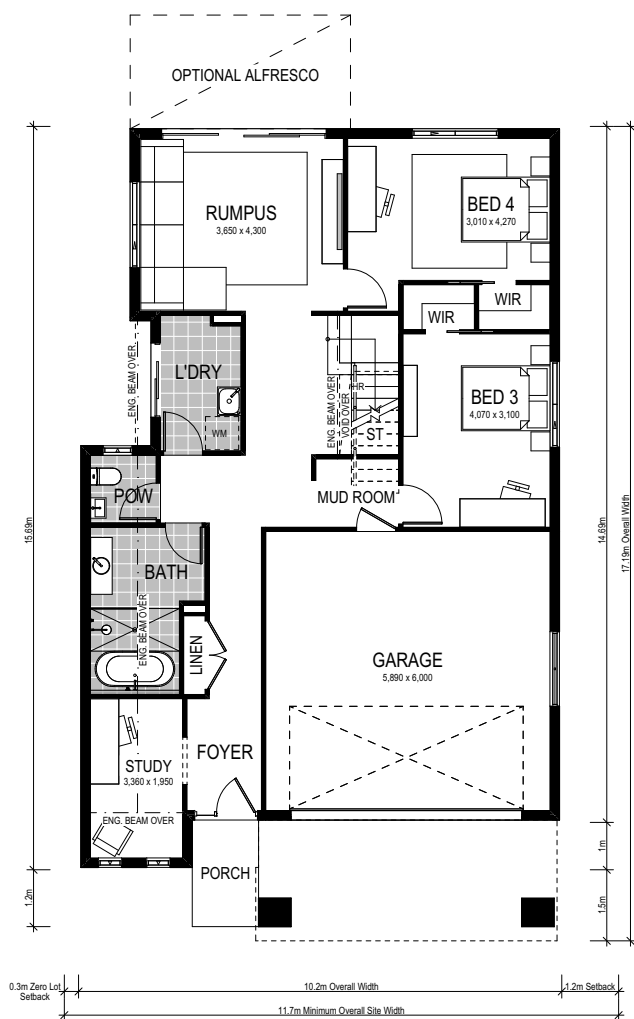 OPTIONAL ALFRESCO
RUMPUS
3,650 x 4,300
BED 4
3,010 x 4,270
WIR
WIR
L'DRY
WM
ENG. BEAM OVER
ENG. BEAM OVER
VOID OVER
HR
ST
BED 3
4,070 x 3,100
POW
MUD ROOM
BATH
ENG. BEAM OVER
LINEN
GARAGE
5,890 x 6,000
FOYER
STUDY
3,360 x 1,950
ENG. BEAM OVER
PORCH
15.69m
1.2m
14.69m
17.19m Overall Width
1m
1.5m
0.3m Zero Lot
Setback
10.2m Overall Width
1.2m Setback
11.7m Minimum Overall Site Width